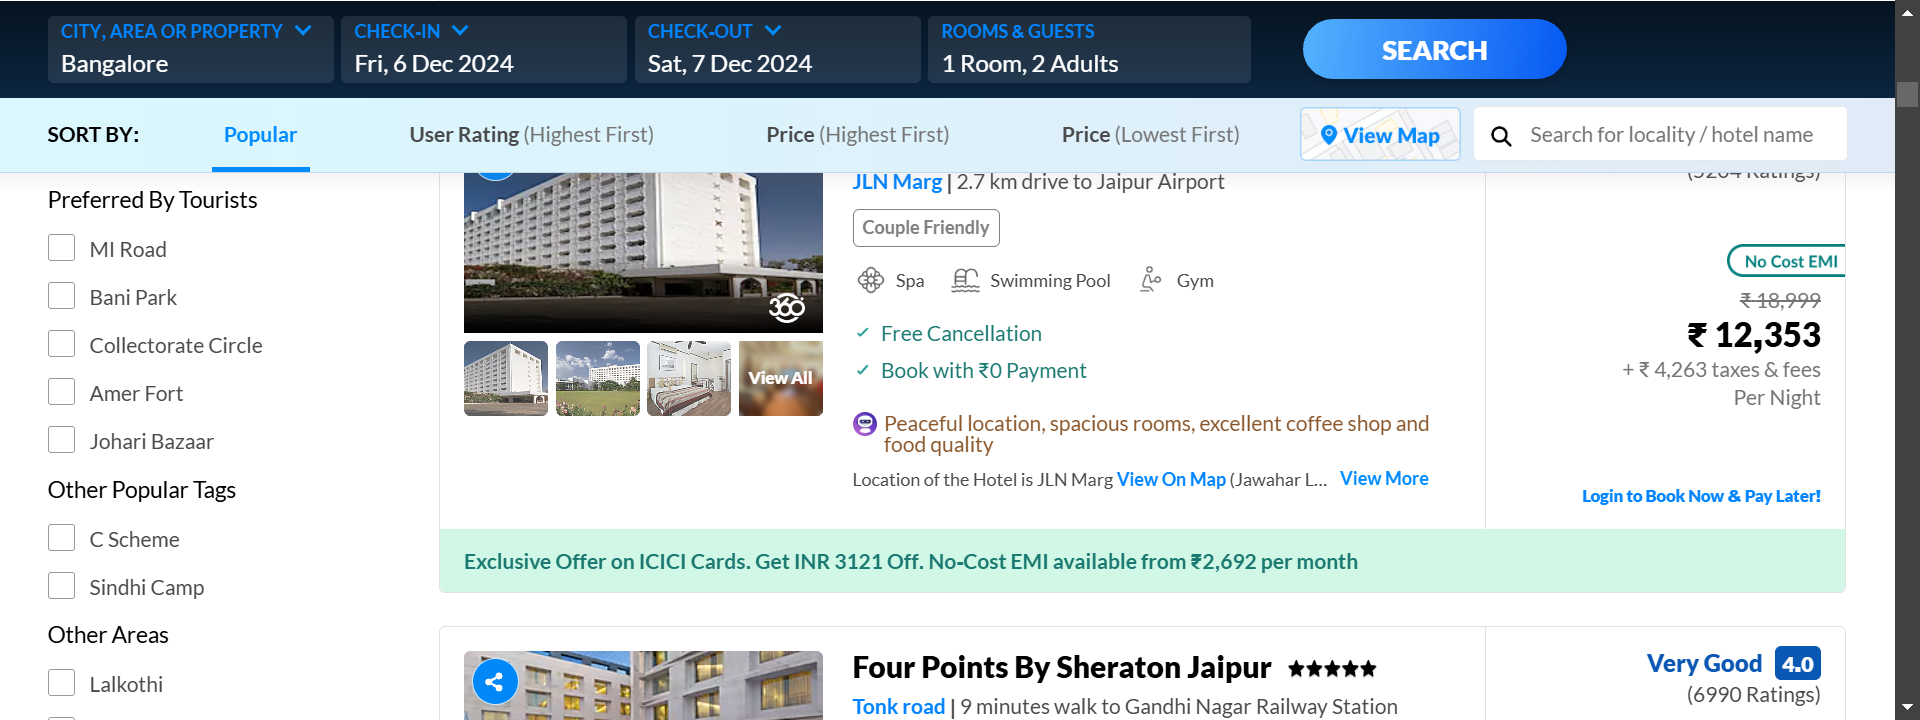 CITY, AREA OR PROPERTY
Bangalore
CHECK-IN
Fri, 6 Dec 2024
CHECK-OUT
Sat, 7 Dec 2024
ROOMS & GUESTS
1 Room, 2 Adults
SEARCH
SORT BY:
Popular
User Rating (Highest First)
Price (Highest First)
Price (Lowest First)
View Map
Search for locality / hotel name
Preferred By Tourists
MI Road
Bani Park
Collectorate Circle
Amer Fort
Johari Bazaar
Other Popular Tags
C Scheme
Sindhi Camp
Other Areas
Lalkothi
360
View All
JLN Marg | 2.7 km drive to Jaipur Airport
Couple Friendly
Spa
Swimming Pool
Gym
Free Cancellation
Book with ₹0 Payment
Peaceful location, spacious rooms, excellent coffee shop and
food quality
Location of the Hotel is JLN Marg View On Map (Jawahar L... View More
(5204 Ratings)
No Cost EMI
₹ 18,999
₹ 12,353
+ ₹ 4,263 taxes & fees
Per Night
Login to Book Now & Pay Later!
Exclusive Offer on ICICI Cards. Get INR 3121 Off. No-Cost EMI available from ₹2,692 per month
Four Points By Sheraton Jaipur
Tonk road | 9 minutes walk to Gandhi Nagar Railway Station
Very Good 4.0
(6990 Ratings)